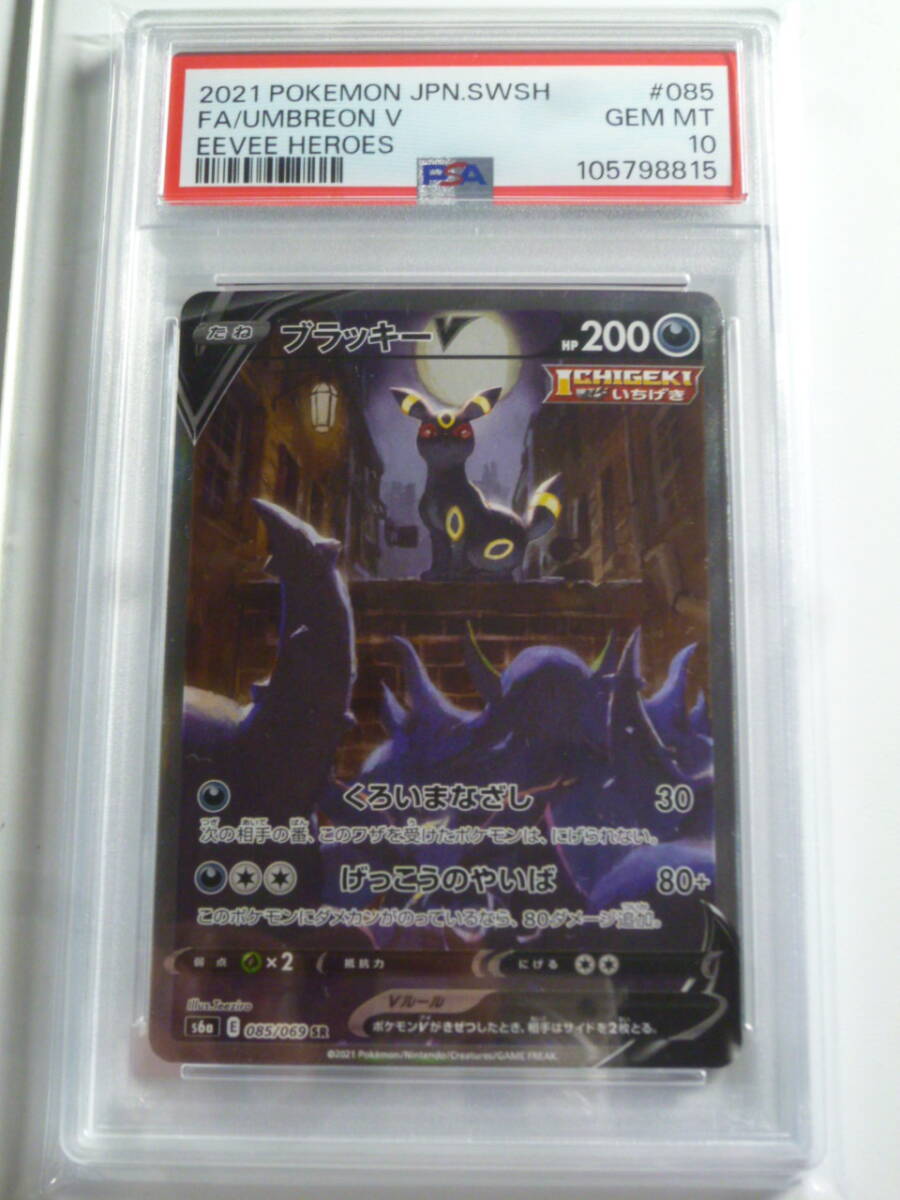 2021 POKEMON JPN.SWSH #085
FA/UMBREON V GEM MT
EEVEE HEROES 10
PSA 105798815
たね ブラッキーV HP 200
ICHIGEKI
いちげき
くろいまなざし 30
次の相手の番、このワザを受けたポケモンは、にげられない。
げっこうのやいば 80+
このポケモンにダメカンがのっているなら、80ダメージ追加。
弱点 ×2 抵抗力 にげる
Illus.Teeziro
Vルール
s6a E 085/069 SR
ポケモンVがきぜつしたとき、相手はサイドを2枚とる。
©2021 Pokémon/Nintendo/Creatures/GAME FREAK.